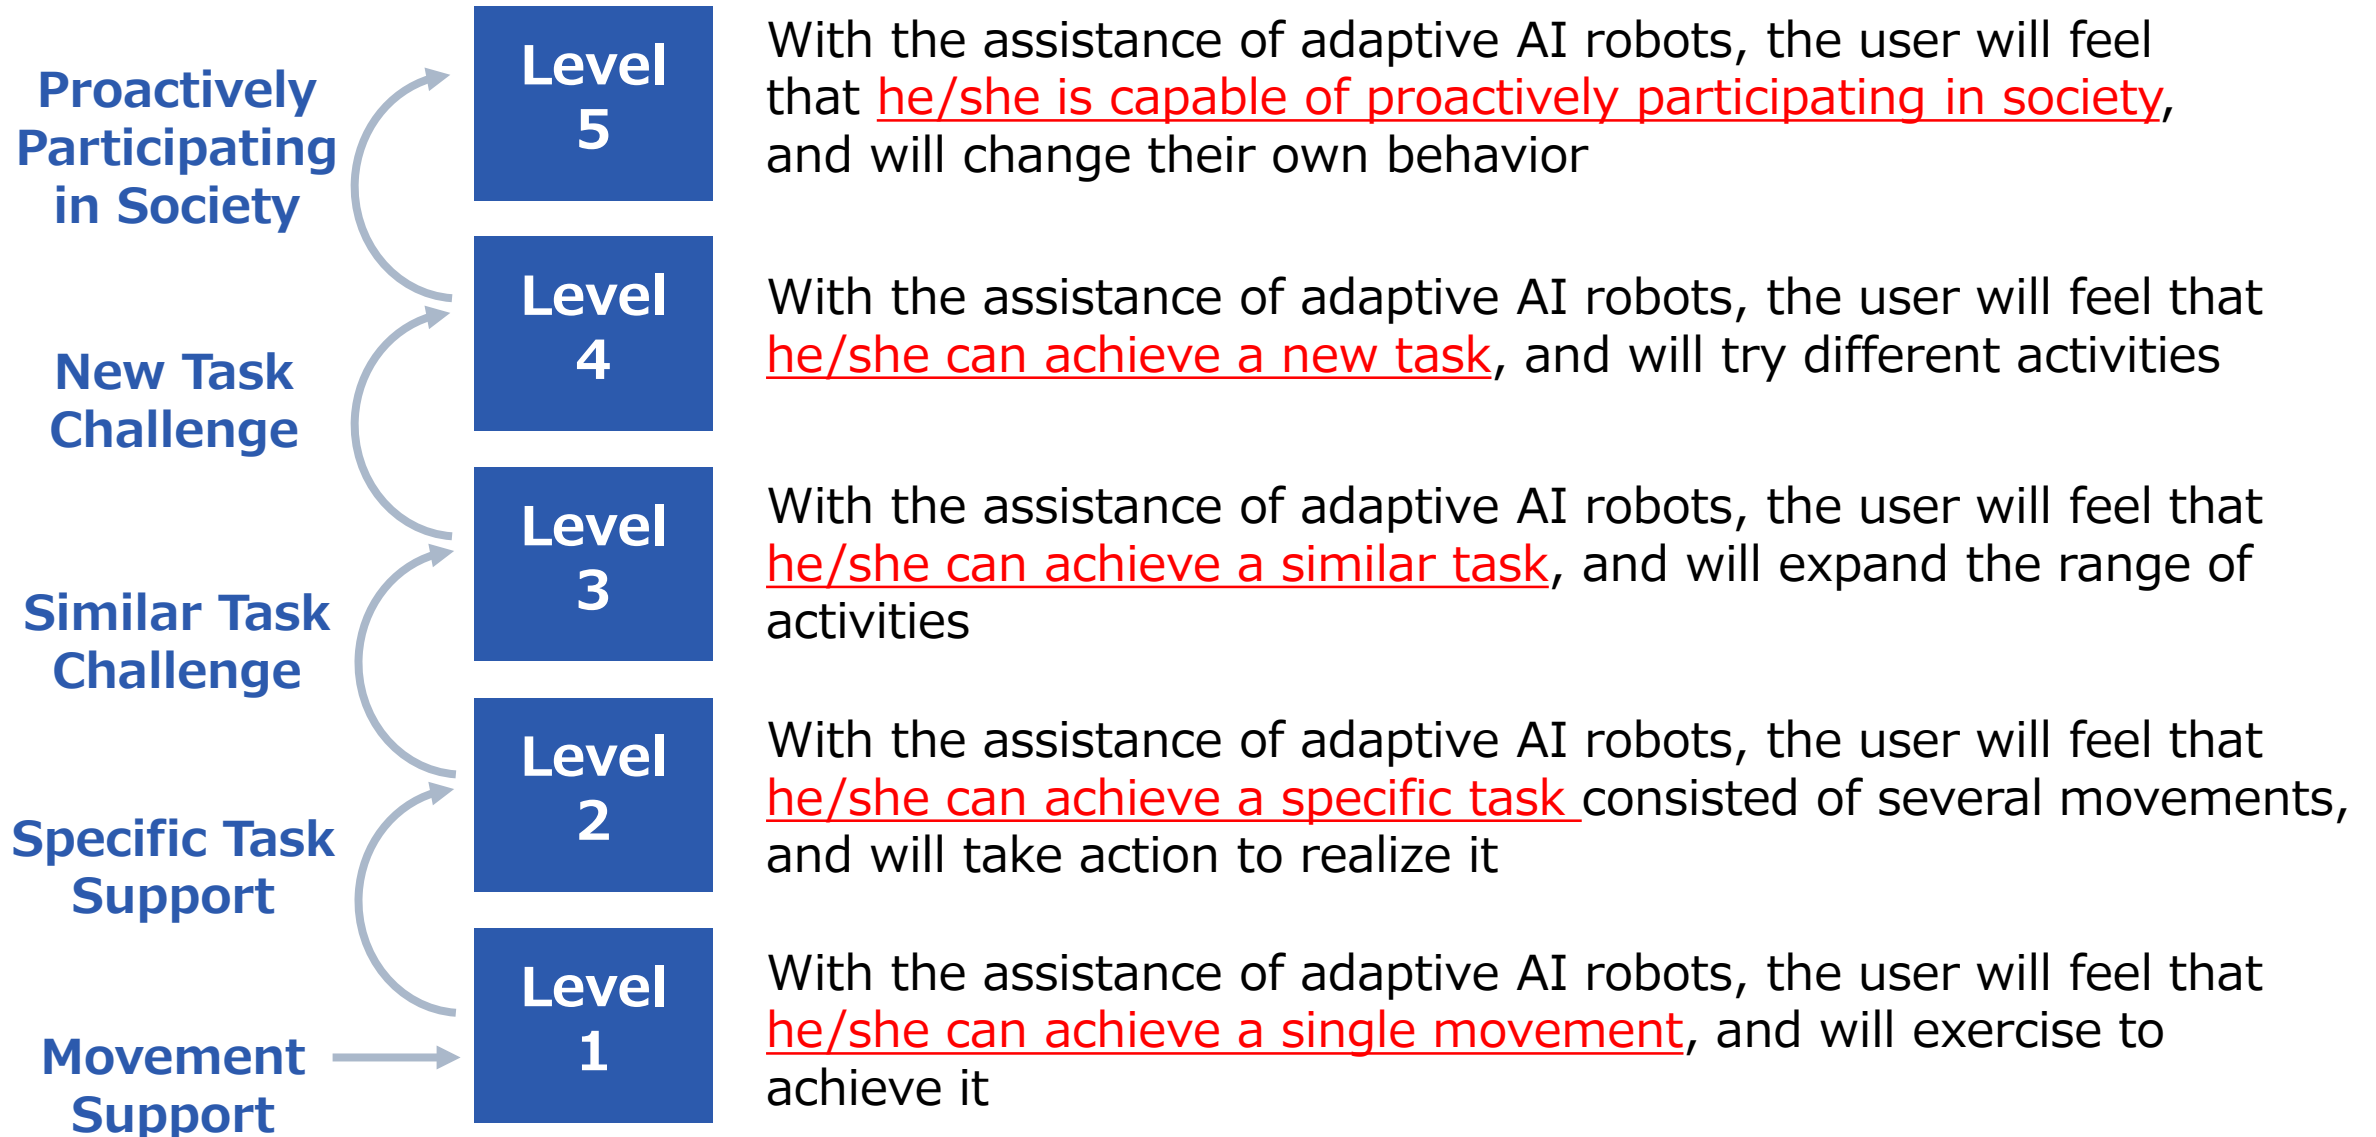 Proactively
Participating
in Society
Level
5
With the assistance of adaptive AI robots, the user will feel
that he/she is capable of proactively participating in society,
and will change their own behavior
New Task
Challenge
Level
4
With the assistance of adaptive AI robots, the user will feel that
he/she can achieve a new task, and will try different activities
Similar Task
Challenge
Level
3
With the assistance of adaptive AI robots, the user will feel that
he/she can achieve a similar task, and will expand the range of
activities
Specific Task
Support
Level
2
With the assistance of adaptive AI robots, the user will feel that
he/she can achieve a specific task consisted of several movements,
and will take action to realize it
Movement
Support
Level
1
With the assistance of adaptive AI robots, the user will feel that
he/she can achieve a single movement, and will exercise to
achieve it